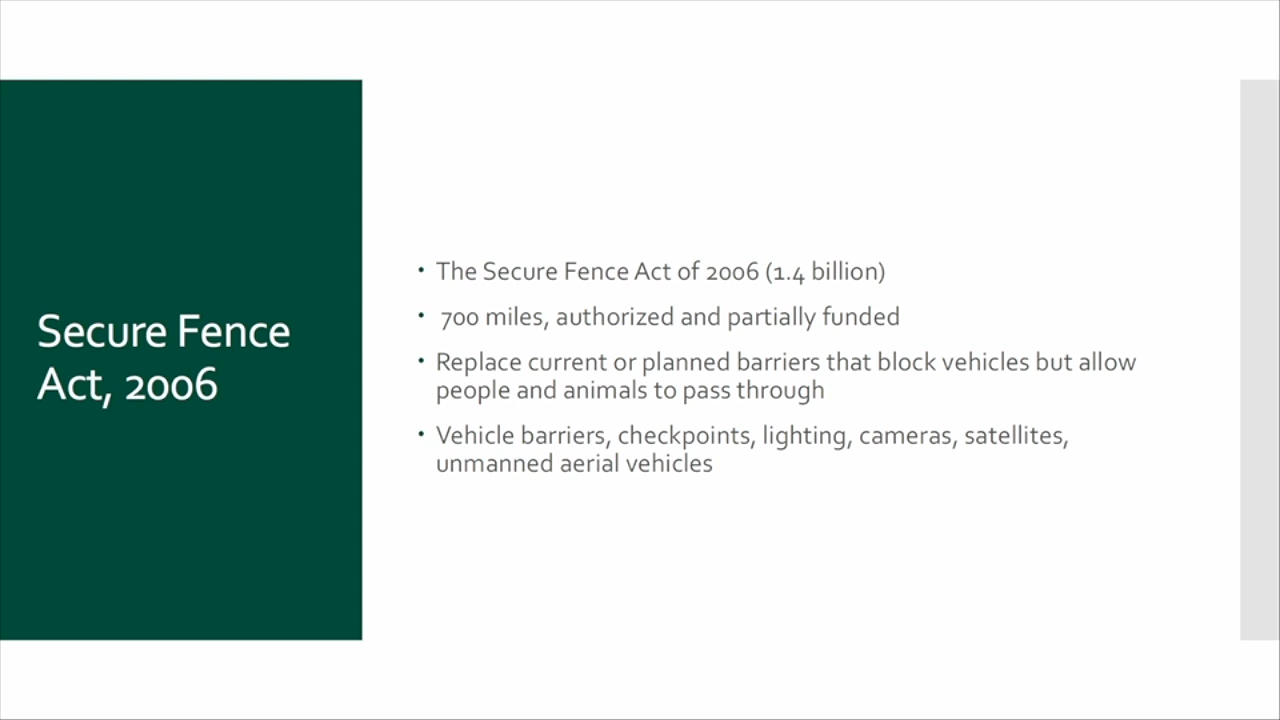 Secure Fence
Act, 2006
• The Secure Fence Act of 2006 (1.4 billion)
• 700 miles, authorized and partially funded
• Replace current or planned barriers that block vehicles but allow
people and animals to pass through
• Vehicle barriers, checkpoints, lighting, cameras, satellites,
unmanned aerial vehicles